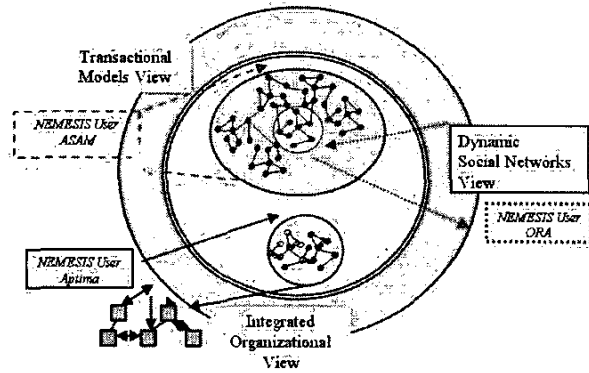 Transactional
Models View
NEMESIS User
ASAM
Dynamic
Social Networks
View
NEMESIS User
ORA
NEMESIS User
Aptima
Integrated
Organizational
View